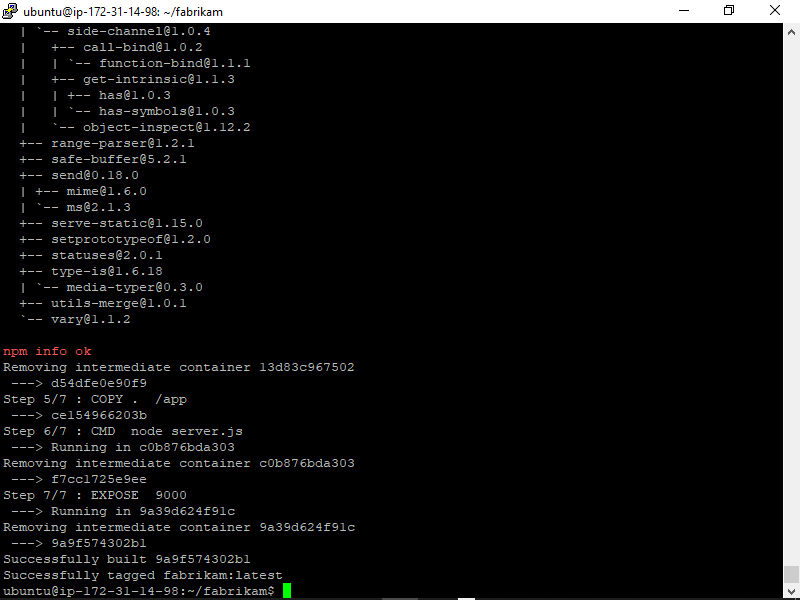 ubuntu@ip-172-31-14-98: ~/fabrikam
| `-- side-channel@1.0.4
|   +-- call-bind@1.0.2
|   | `-- function-bind@1.1.1
|   +-- get-intrinsic@1.1.3
|   | +-- has@1.0.3
|   | `-- has-symbols@1.0.3
|   `-- object-inspect@1.12.2
+-- range-parser@1.2.1
+-- safe-buffer@5.2.1
+-- send@0.18.0
| +-- mime@1.6.0
| `-- ms@2.1.3
+-- serve-static@1.15.0
+-- setprototypeof@1.2.0
+-- statuses@2.0.1
+-- type-is@1.6.18
| `-- media-typer@0.3.0
+-- utils-merge@1.0.1
`-- vary@1.1.2
npm info ok
Removing intermediate container 13d83c967502
---> d54dfe0e90f9
Step 5/7 : COPY .  /app
---> ce154966203b
Step 6/7 : CMD  node server.js
---> Running in c0b876bda303
Removing intermediate container c0b876bda303
---> f7cc1725e9ee
Step 7/7 : EXPOSE  9000
---> Running in 9a39d624f91c
Removing intermediate container 9a39d624f91c
---> 9a9f574302b1
Successfully built 9a9f574302b1
Successfully tagged fabrikam:latest
ubuntu@ip-172-31-14-98:~/fabrikam$